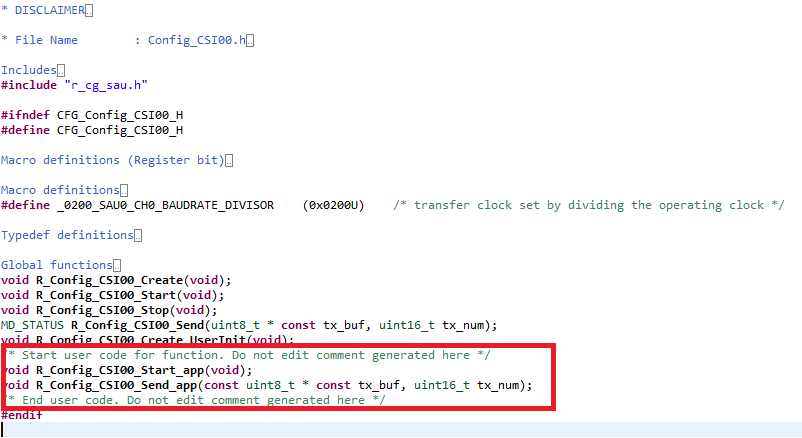 * DISCLAIMER..
* File Name        : Config_CSI00.h..
Includes..
#include "r_cg_sau.h"
#ifndef CFG_Config_CSI00_H
#define CFG_Config_CSI00_H
Macro definitions (Register bit)..
Macro definitions..
#define _0200_SAU0_CH0_BAUDRATE_DIVISOR    (0x0200U)    /* transfer clock set by dividing the operating clock */
Typedef definitions..
Global functions..
void R_Config_CSI00_Create(void);
void R_Config_CSI00_Start(void);
void R_Config_CSI00_Stop(void);
MD_STATUS R_Config_CSI00_Send(uint8_t * const tx_buf, uint16_t tx_num);
void R_Config_CSI00_Create_UserInit(void);
/* Start user code for function. Do not edit comment generated here */
void R_Config_CSI00_Start_app(void);
void R_Config_CSI00_Send_app(const uint8_t * const tx_buf, uint16_t tx_num);
/* End user code. Do not edit comment generated here */
#endif